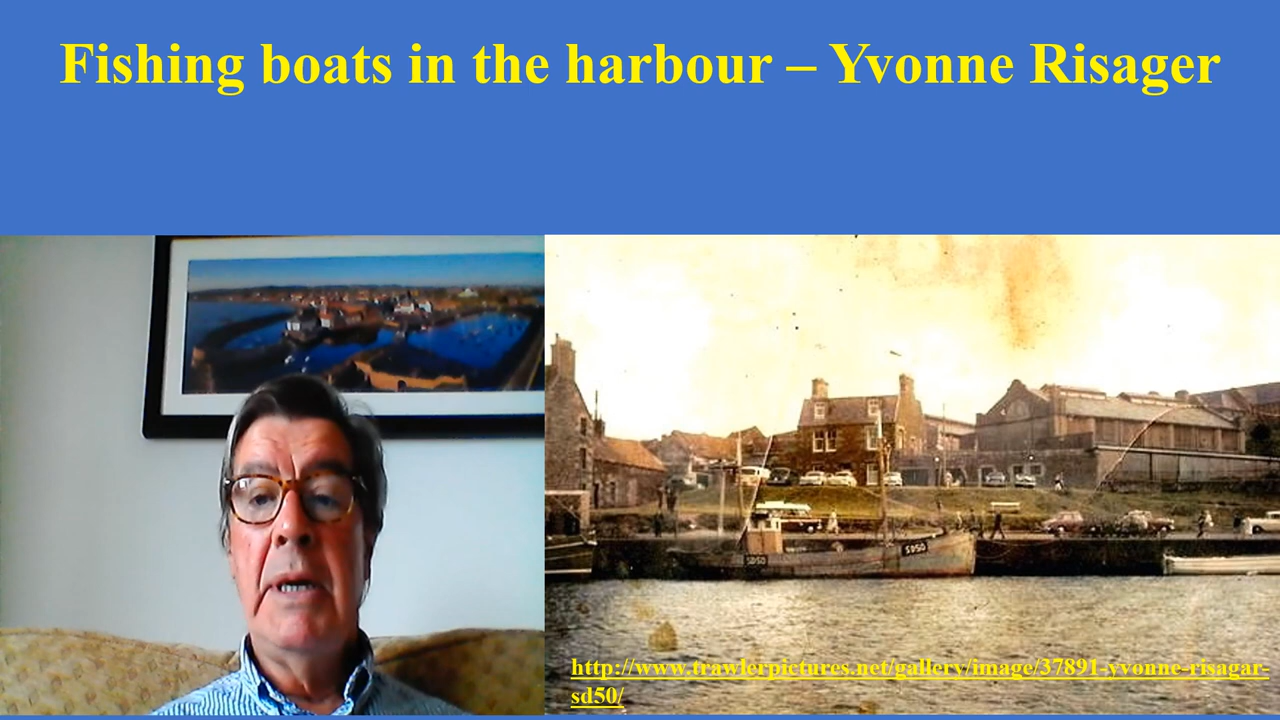 Fishing boats in the harbour – Yvonne Risager
SD50
SD50
http://www.trawlerpictures.net/gallery/image/37891-yvonne-risagar-
sd50/